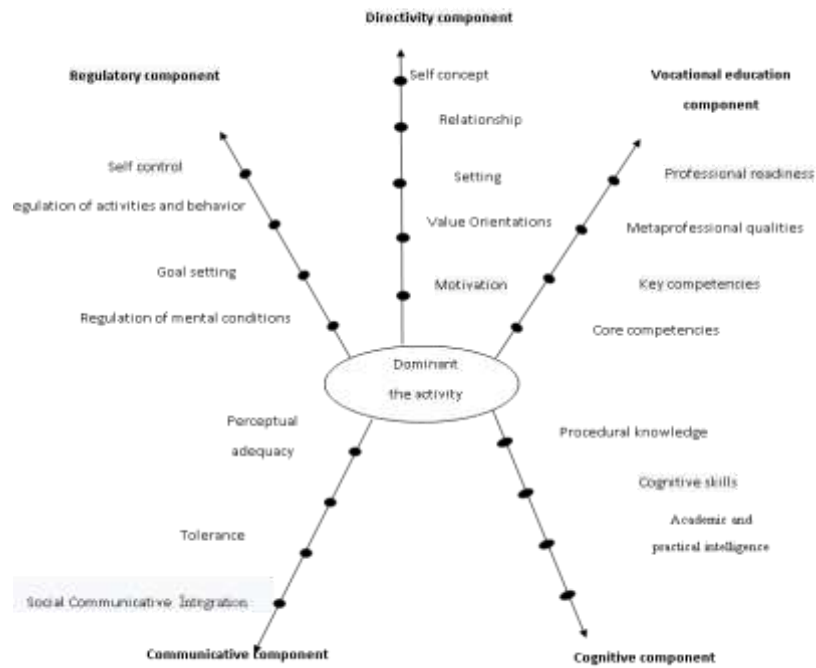 Directivity component
Regulatory component
Self concept
Vocational education
component
Relationship
Self control
Setting
Professional readiness
egulation of activities and behavior
Value Orientations
Metaprofessional qualities
Goal setting
Motivation
Key competencies
Regulation of mental conditions
Core competencies
Dominant
the activity
Perceptual
adequacy
Procedural knowledge
Cognitive skills
Academic and
practical intelligence
Tolerance
Social Communicative Integration
Communicative component
Cognitive component